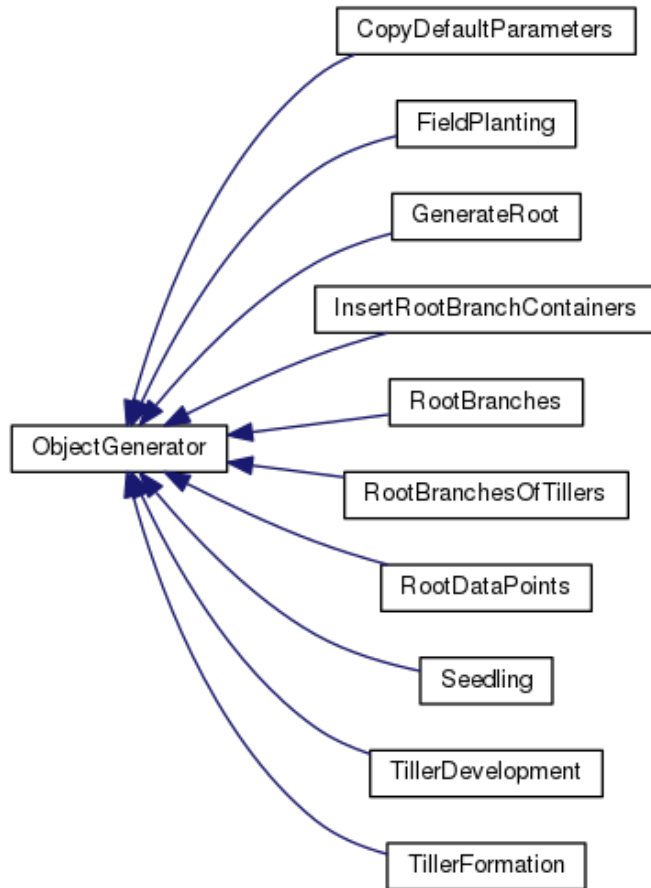 CopyDefaultParameters
FieldPlanting
GenerateRoot
InsertRootBranchContainers
RootBranches
ObjectGenerator
RootBranchesOfTillers
RootDataPoints
Seedling
TillerDevelopment
TillerFormation